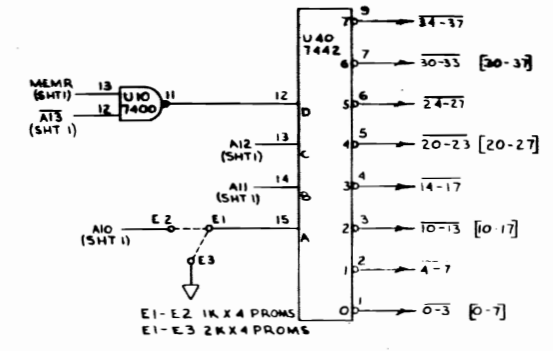 7 9 34-37
U40
7442
6 7 30-33 [30-37]
MEMR 13
(SHT1)
U10
7400
11
12
D
5 6 24-27
A13 12
(SHT 1)
A12 13
(SHT1)
C
4 5 20-23 [20-27]
A11 14
(SHT 1)
B
3 4 14-17
A10
(SHT 1)
E2 E1 15
A
2 3 10-13 [10-17]
E3
1 2 4-7
E1-E2 1K X 4 PROMS
0 1 0-3 [0-7]
E1-E3 2K X 4 PROMS